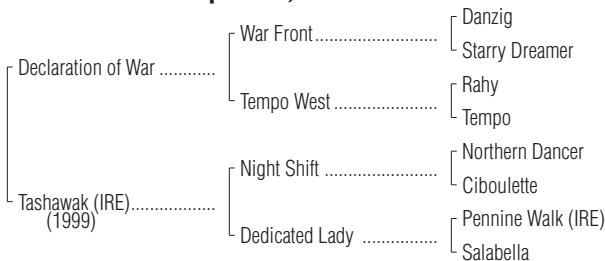 Danzig
War Front
Starry Dreamer
Declaration of War
Rahy
Tempo West
Tempo
Northern Dancer
Night Shift
Ciboulette
Tashawak (IRE)
(1999)
Pennine Walk (IRE)
Dedicated Lady
Salabella